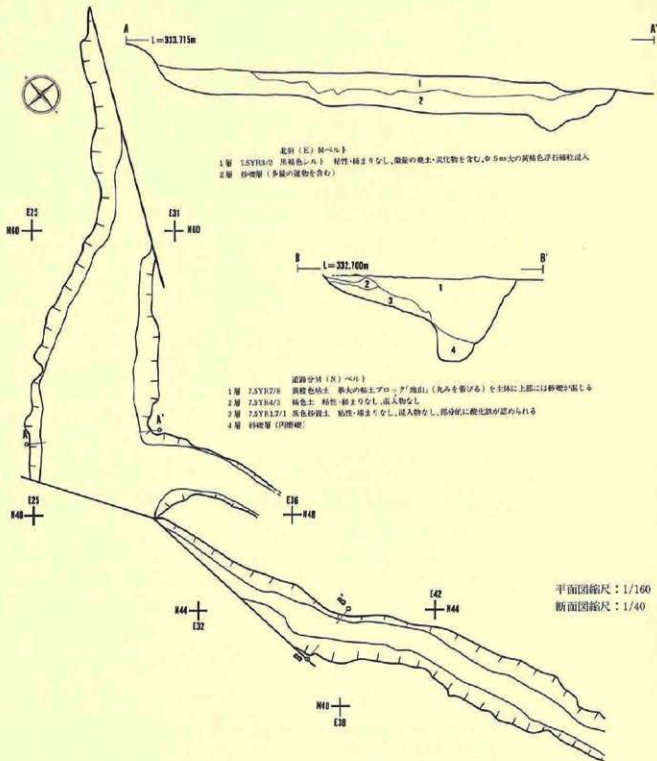 A
L=333.715m
A'
1
2
北斜(E)Mベルト
1層 7.5YR3/2 黒褐色シルト 粘性・締まりなし、微量の焼土・炭化物を含む、φ5mm大の黄橙色浮石細粒混入
2層 砂礫層(多量の遺物を含む)
E25
N60
E31
N60
B
L=332.700m
B'
1
2
3
4
道路分岐(N)ベルト
1層 7.5YR7/8 黄橙色粘土 拳大の粘土ブロック「地山」(丸みを帯びる)を主体に上部には砂礫が混じる
2層 7.5YR4/3 褐色土 粘性・締まりなし、混入物なし
3層 7.5YR1.7/1 黒色砂質土 粘性・締まりなし、混入物なし、部分的に酸化鉄が認められる
4層 砂礫層(円磨礫)
A
A'
E25
N48
E36
N48
N44
E32
B'
E42
N44
B
N40
E38
平面図縮尺:1/160
断面図縮尺:1/40